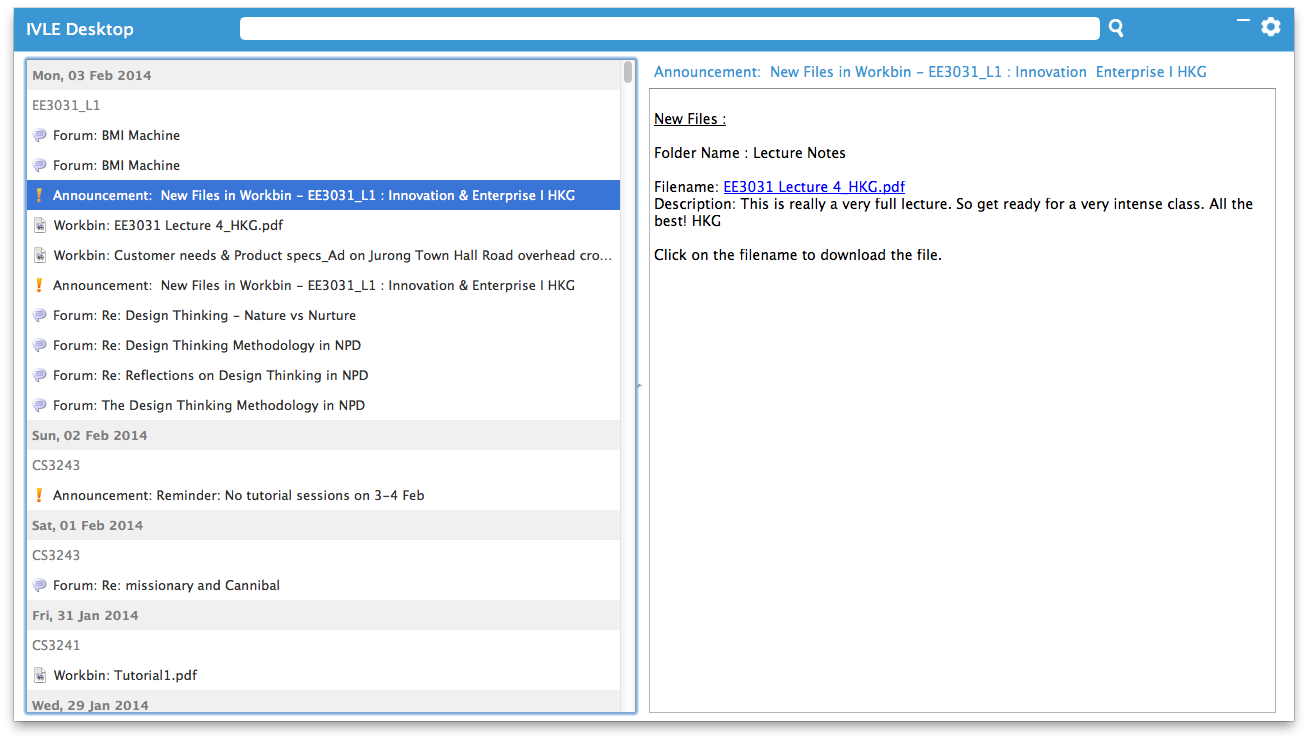 IVLE Desktop
Mon, 03 Feb 2014
EE3031_L1
Forum: BMI Machine
Forum: BMI Machine
Announcement:  New Files in Workbin – EE3031_L1 : Innovation & Enterprise I HKG
Workbin: EE3031 Lecture 4_HKG.pdf
Workbin: Customer needs & Product specs_Ad on Jurong Town Hall Road overhead cro...
Announcement:  New Files in Workbin – EE3031_L1 : Innovation & Enterprise I HKG
Forum: Re: Design Thinking – Nature vs Nurture
Forum: Re: Design Thinking Methodology in NPD
Forum: Re: Reflections on Design Thinking in NPD
Forum: The Design Thinking Methodology in NPD
Sun, 02 Feb 2014
CS3243
Announcement: Reminder: No tutorial sessions on 3–4 Feb
Sat, 01 Feb 2014
CS3243
Forum: Re: missionary and Cannibal
Fri, 31 Jan 2014
CS3241
Workbin: Tutorial1.pdf
Wed, 29 Jan 2014
Announcement:  New Files in Workbin – EE3031_L1 : Innovation  Enterprise I HKG
New Files :
Folder Name : Lecture Notes
Filename: EE3031 Lecture 4_HKG.pdf
Description: This is really a very full lecture. So get ready for a very intense class. All the
best! HKG
Click on the filename to download the file.